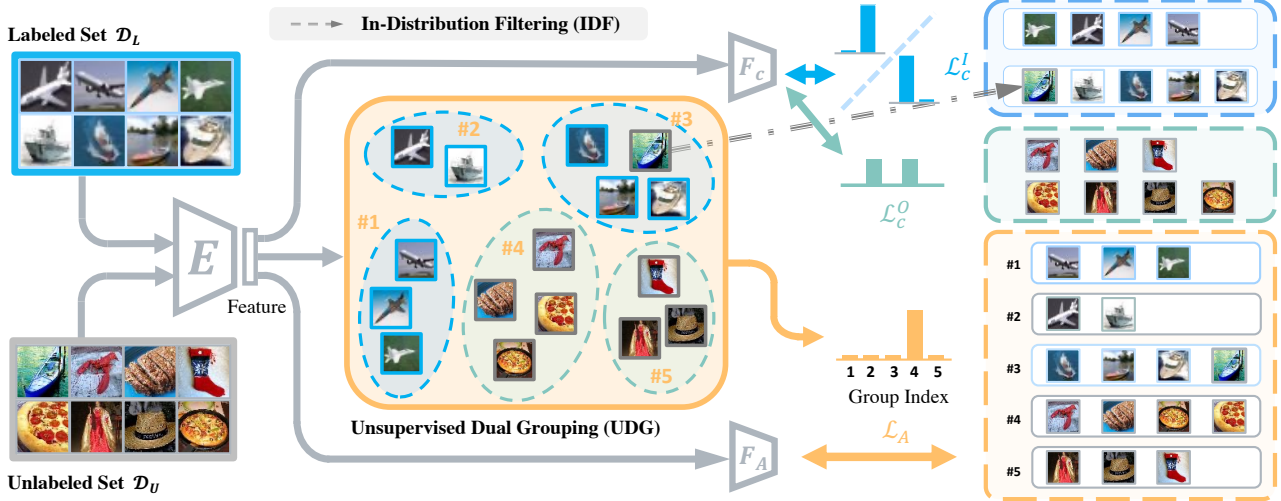 In-Distribution Filtering (IDF)
Labeled Set 𝒟_L
F_c
ℒ_c^I
#2
#3
#1
#4
#5
E
Feature
ℒ_c^O
Unsupervised Dual Grouping (UDG)
Unlabeled Set 𝒟_U
1 2 3 4 5
Group Index
F_A
ℒ_A
#1
#2
#3
#4
#5